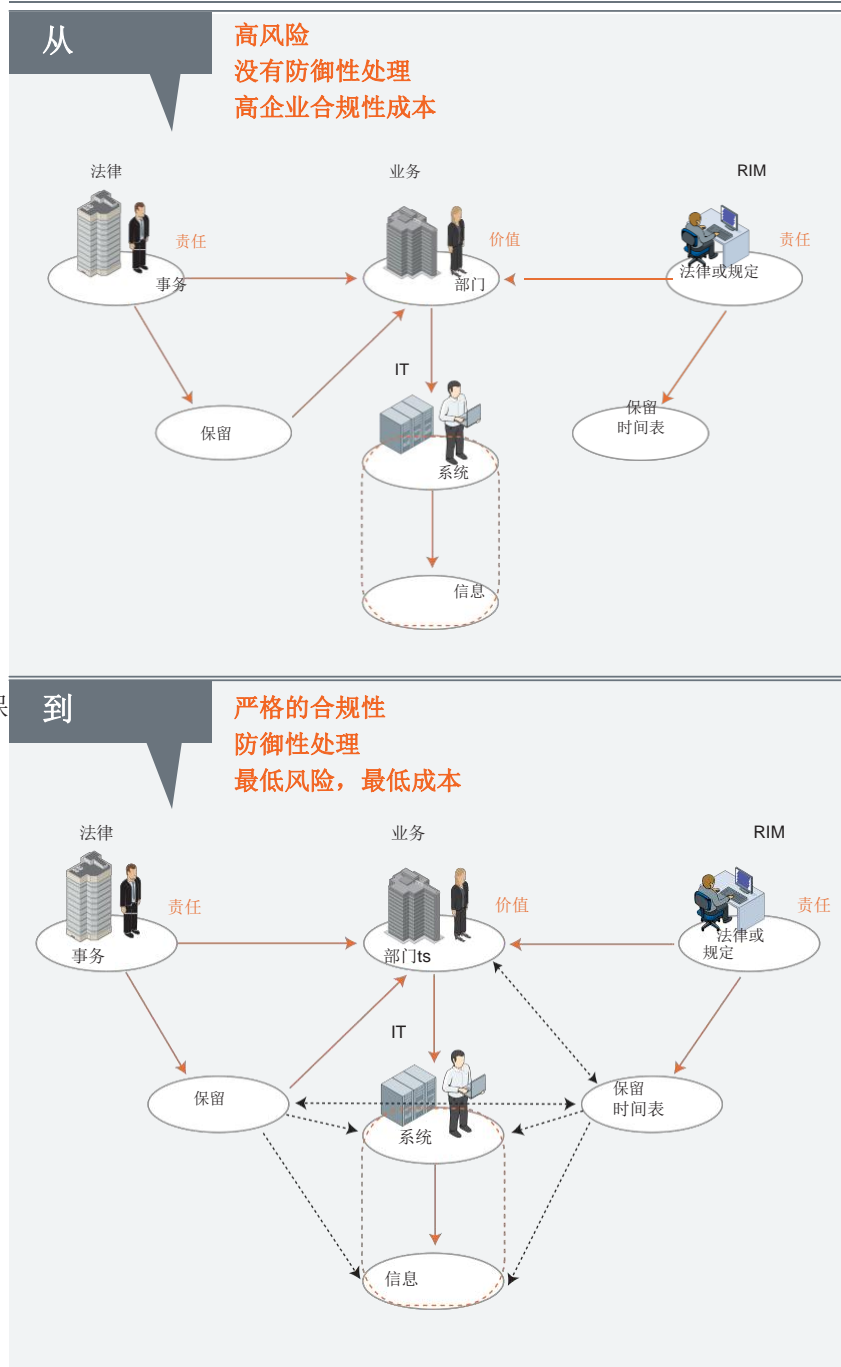 从
高风险
没有防御性处理
高企业合规性成本
法律
业务
RIM
责任
价值
责任
事务
部门
法律或规定
IT
保留
保留
时间表
系统
信息
保
到
严格的合规性
防御性处理
最低风险，最低成本
法律
业务
RIM
责任
价值
责任
事务
部门ts
法律或
规定
IT
保留
保留
时间表
系统
信息